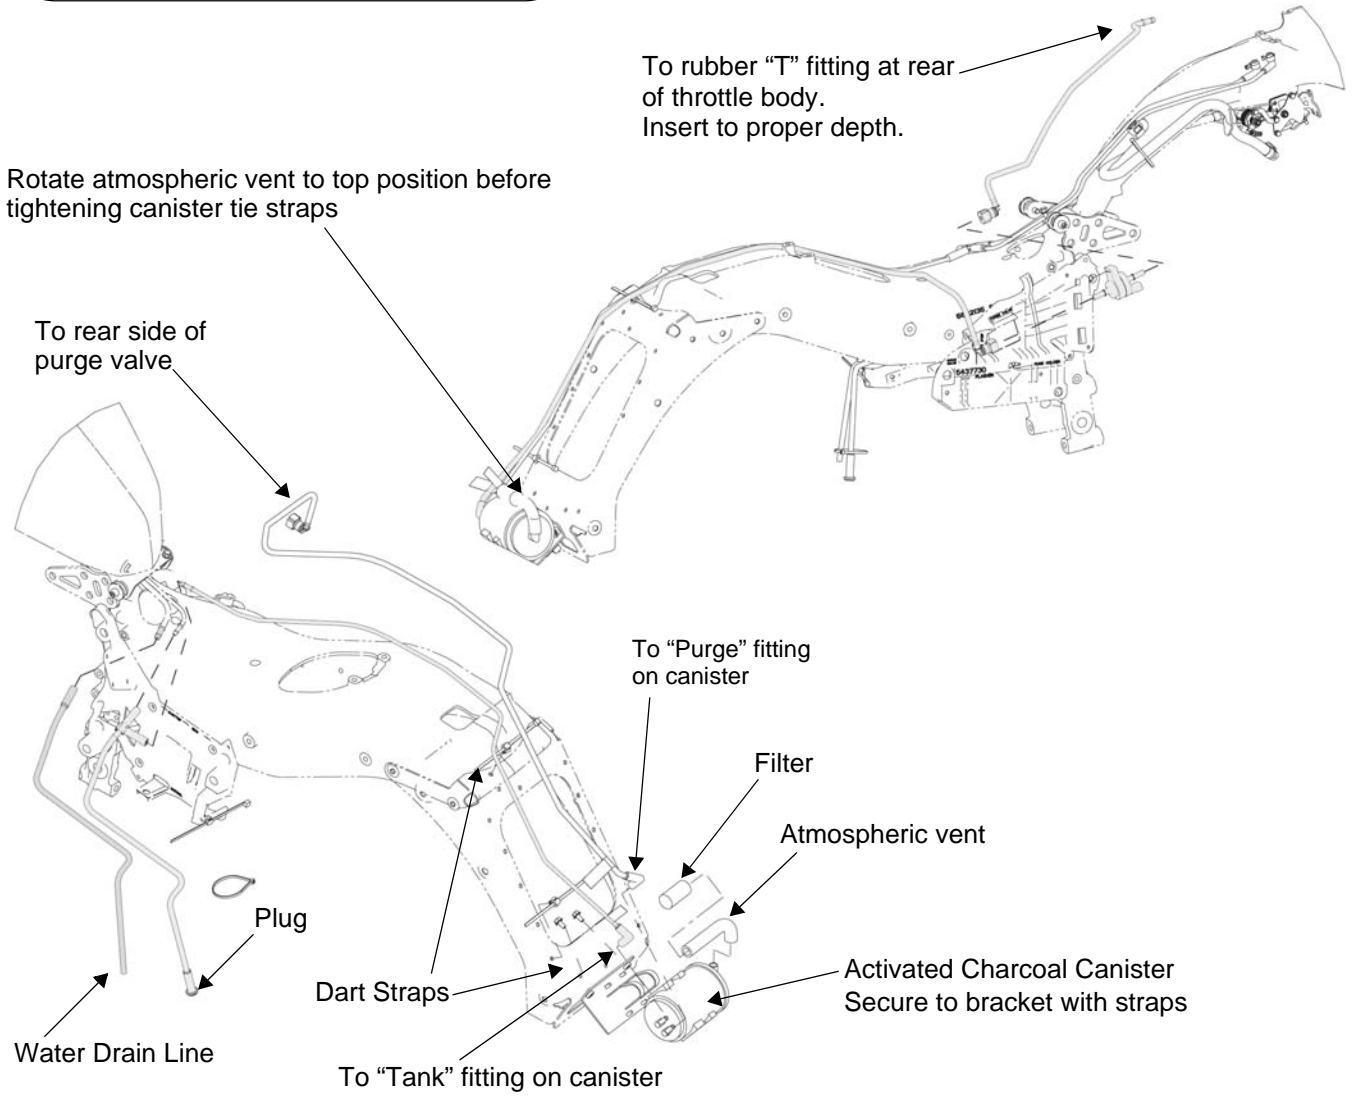 To rubber “T” fitting at rear
of throttle body.
Insert to proper depth.
Rotate atmospheric vent to top position before
tightening canister tie straps
To rear side of
purge valve
5437730
To “Purge” fitting
on canister
Filter
Atmospheric vent
Plug
Dart Straps
Activated Charcoal Canister
Secure to bracket with straps
Water Drain Line
To “Tank” fitting on canister